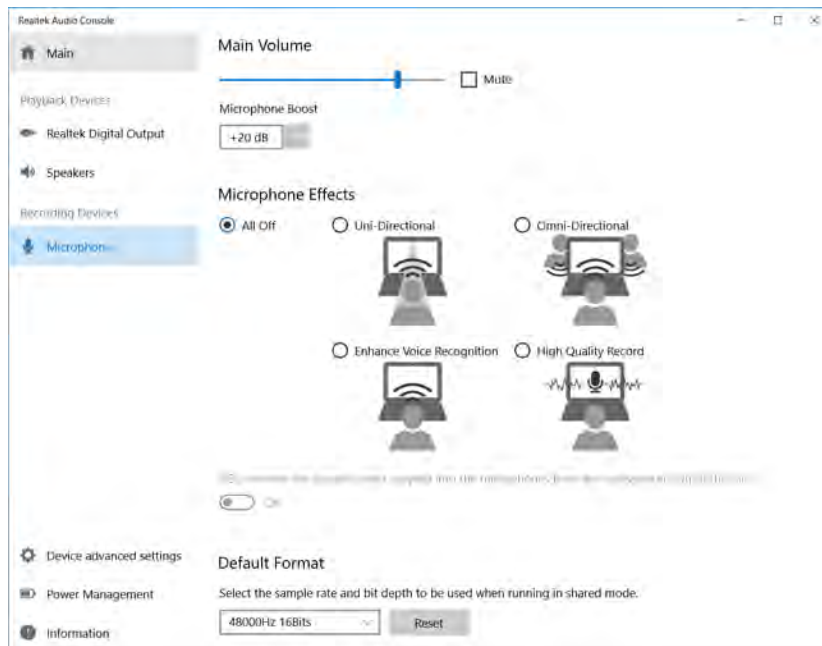 Realtek Audio Console
Main
Playback Devices
Realtek Digital Output
Speakers
Recording Devices
Microphone
Device advanced settings
Power Management
Information
Main Volume
Mute
Microphone Boost
+20 dB
Microphone Effects
All Off
Uni-Directional
Omni-Directional
Enhance Voice Recognition
High Quality Record
Default Format
Select the sample rate and bit depth to be used when running in shared mode.
48000Hz 16Bits
Reset